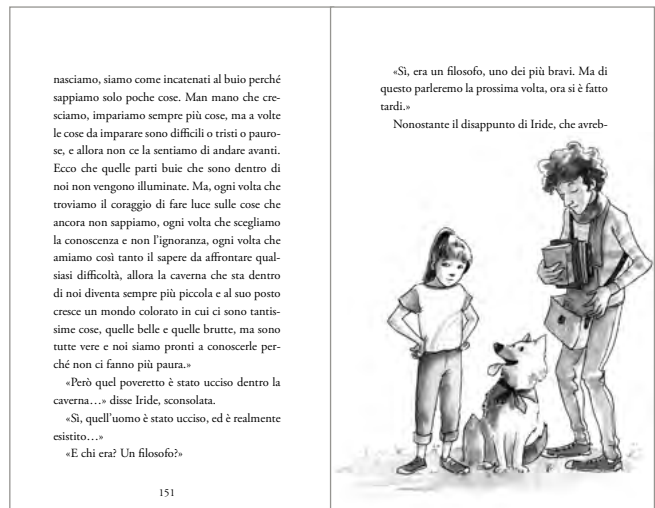 nasciamo, siamo come incatenati al buio perché
sappiamo solo poche cose. Man mano che cre-
sciamo, impariamo sempre più cose, ma a volte
le cose da imparare sono difficili o tristi o pauro-
se, e allora non ce la sentiamo di andare avanti.
Ecco che quelle parti buie che sono dentro di
noi non vengono illuminate. Ma, ogni volta che
troviamo il coraggio di fare luce sulle cose che
ancora non sappiamo, ogni volta che scegliamo
la conoscenza e non l'ignoranza, ogni volta che
amiamo così tanto il sapere da affrontare qual-
siasi difficoltà, allora la caverna che sta dentro
di noi diventa sempre più piccola e al suo posto
cresce un mondo colorato in cui ci sono tantis-
sime cose, quelle belle e quelle brutte, ma sono
tutte vere e noi siamo pronti a conoscerle per-
ché non ci fanno più paura.»
«Però quel poveretto è stato ucciso dentro la
caverna…» disse Iride, sconsolata.
«Sì, quell'uomo è stato ucciso, ed è realmente
esistito…»
«E chi era? Un filosofo?»
151
«Sì, era un filosofo, uno dei più bravi. Ma di
questo parleremo la prossima volta, ora si è fatto
tardi.»
Nonostante il disappunto di Iride, che avreb-